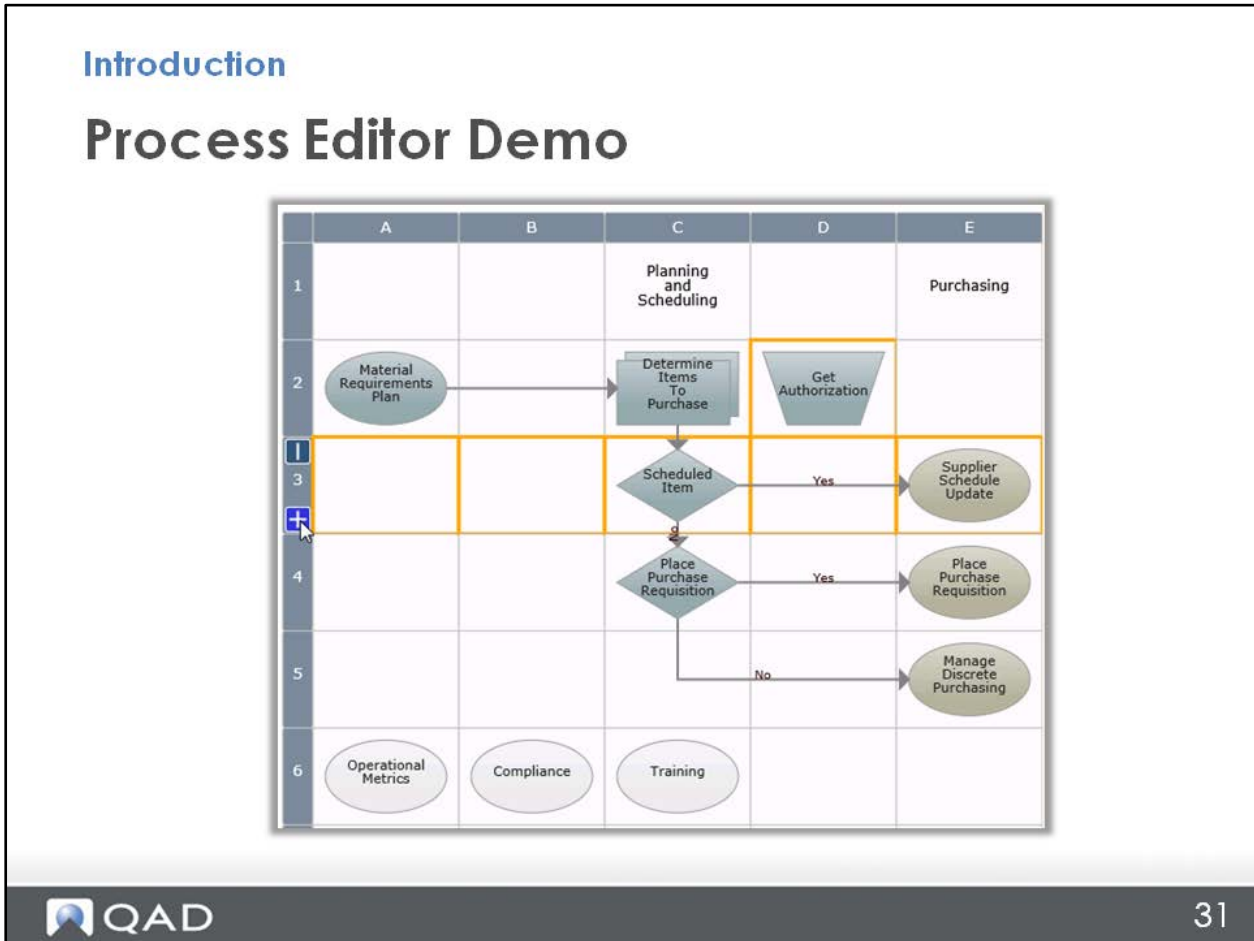 Introduction
Process Editor Demo
A B C D E
1
Planning
and
Scheduling
Purchasing
2
Material
Requirements
Plan
Determine
Items
To
Purchase
Get
Authorization
3
Scheduled
Item
Yes
Supplier
Schedule
Update
4
Place
Purchase
Requisition
Yes
Place
Purchase
Requisition
5
No
Manage
Discrete
Purchasing
6
Operational
Metrics
Compliance
Training
QAD
31